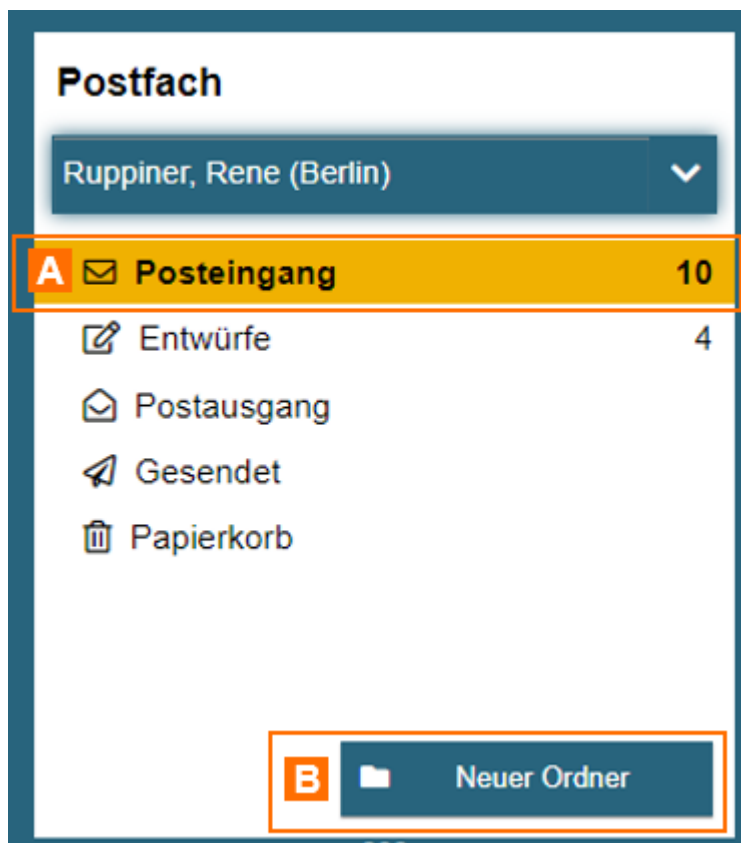 Postfach
Ruppiner, Rene (Berlin)
A Posteingang 10
Entwürfe 4
Postausgang
Gesendet
Papierkorb
B Neuer Ordner